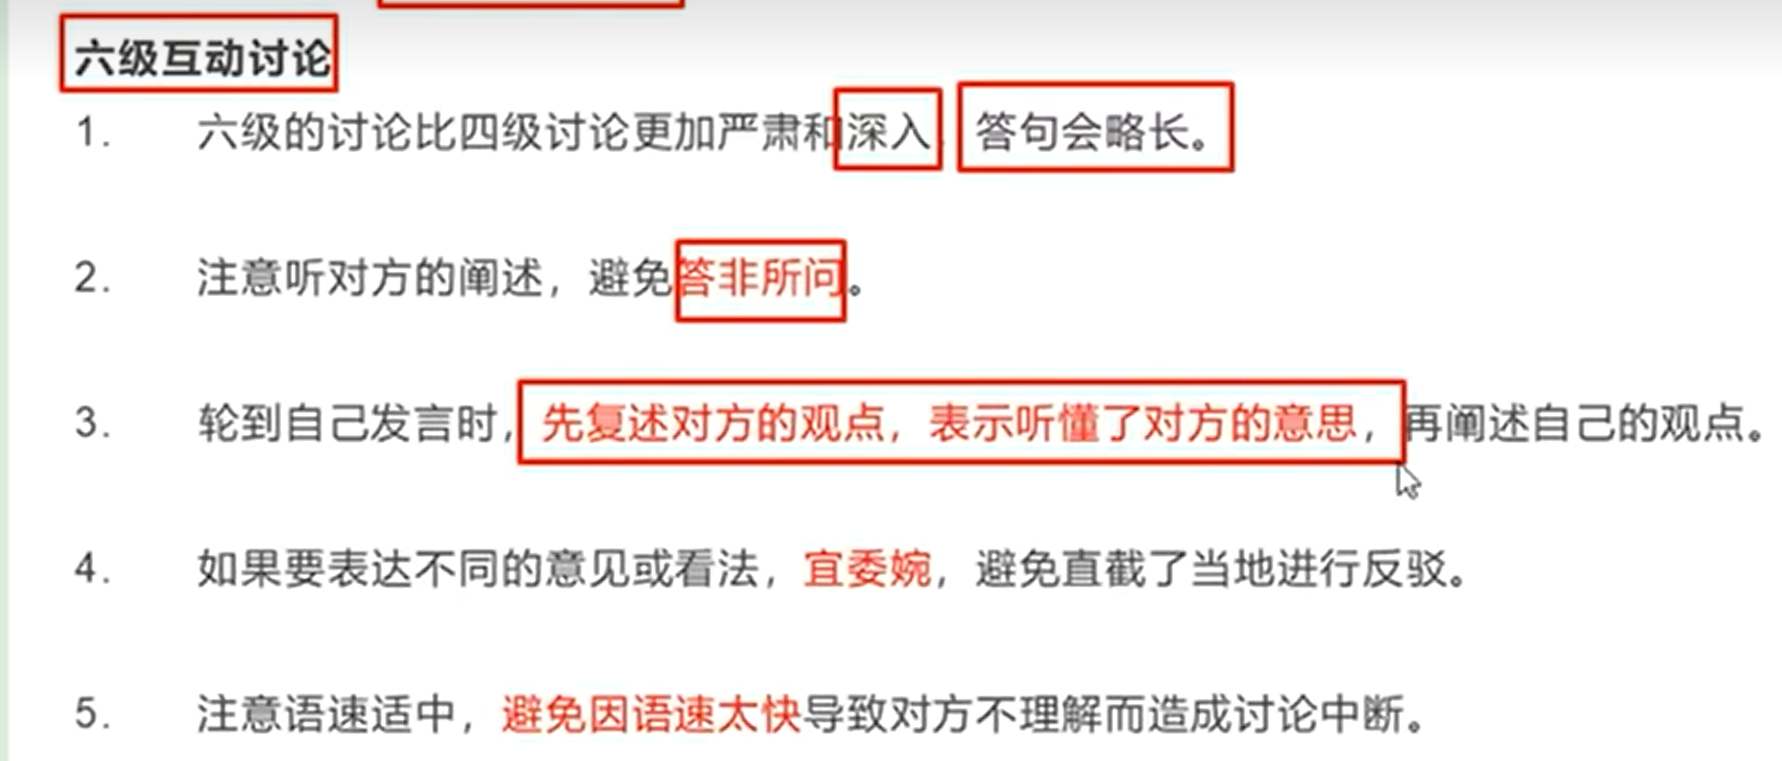 六级互动讨论
1. 六级的讨论比四级讨论更加严肃和深入，答句会略长。
2. 注意听对方的阐述，避免答非所问。
3. 轮到自己发言时，先复述对方的观点，表示听懂了对方的意思，再阐述自己的观点。
4. 如果要表达不同的意见或看法，宜委婉，避免直截了当地进行反驳。
5. 注意语速适中，避免因语速太快导致对方不理解而造成讨论中断。